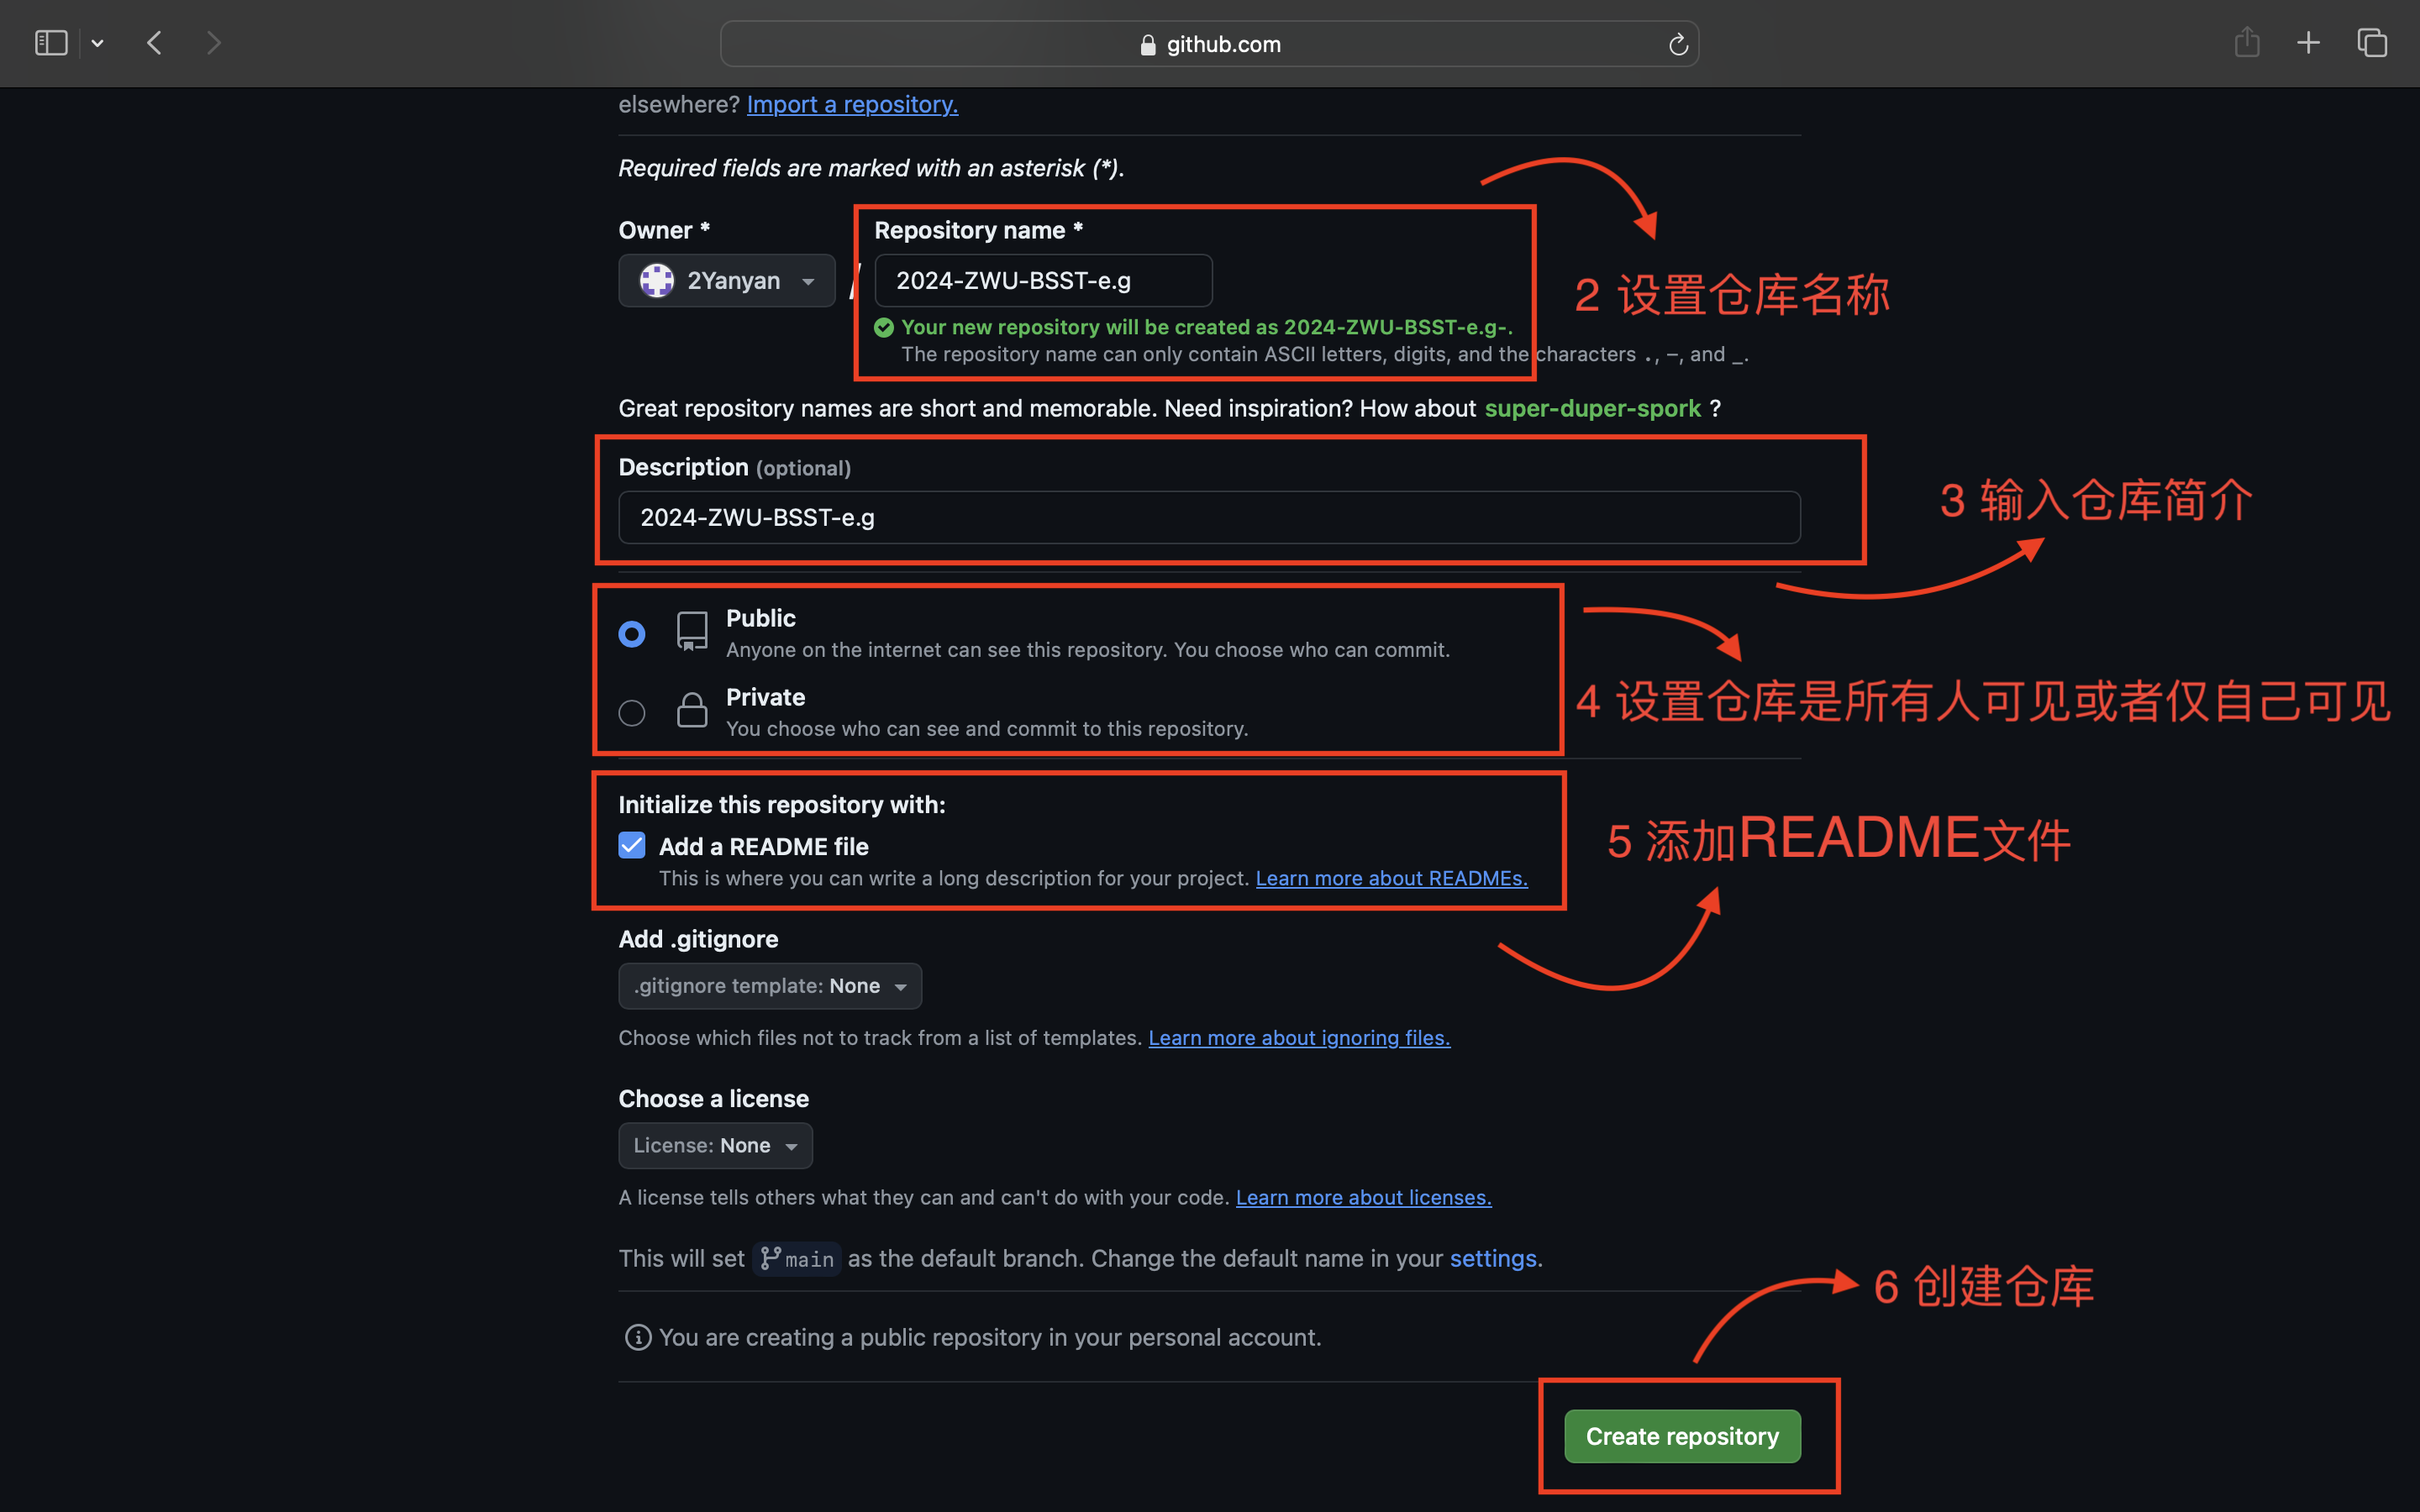 github.com
elsewhere? Import a repository.
Required fields are marked with an asterisk (*).
Owner *
Repository name *
2Yanyan
/
2024-ZWU-BSST-e.g
2 设置仓库名称
Your new repository will be created as 2024-ZWU-BSST-e.g-.
The repository name can only contain ASCII letters, digits, and the characters ., -, and _.
Great repository names are short and memorable. Need inspiration? How about super-duper-spork ?
Description (optional)
2024-ZWU-BSST-e.g
3 输入仓库简介
Public
Anyone on the internet can see this repository. You choose who can commit.
Private
You choose who can see and commit to this repository.
4 设置仓库是所有人可见或者仅自己可见
Initialize this repository with:
Add a README file
This is where you can write a long description for your project. Learn more about READMEs.
5 添加README文件
Add .gitignore
.gitignore template: None
Choose which files not to track from a list of templates. Learn more about ignoring files.
Choose a license
License: None
A license tells others what they can and can't do with your code. Learn more about licenses.
This will set main as the default branch. Change the default name in your settings.
6 创建仓库
You are creating a public repository in your personal account.
Create repository